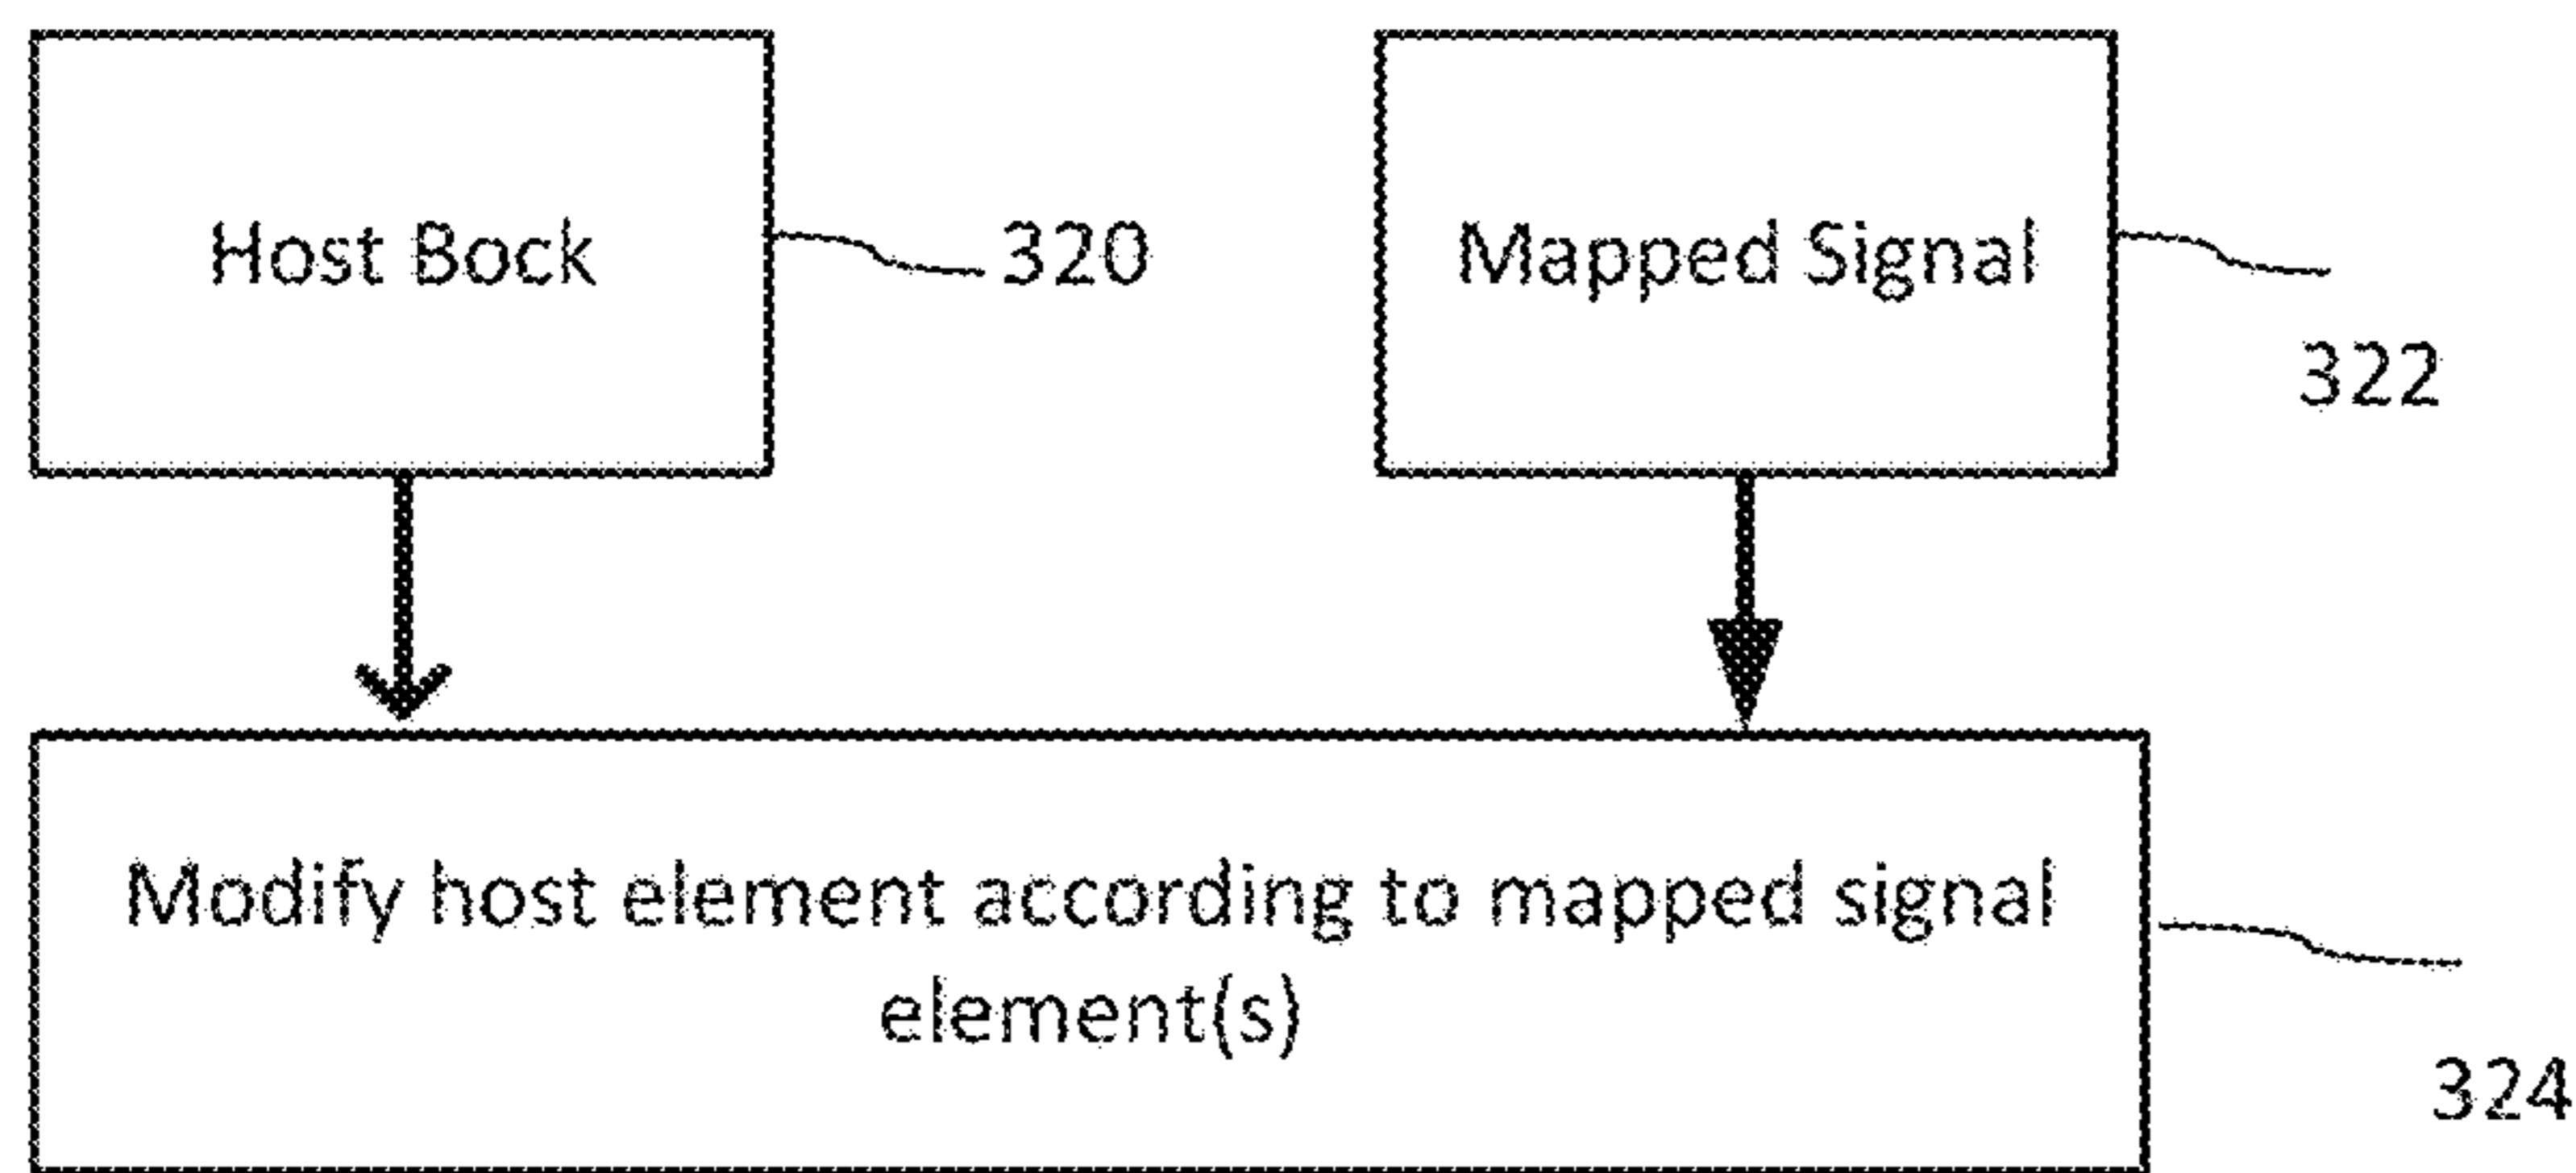 Host Bock
320
Mapped Signal
322
Modify host element according to mapped signal
element(s)
324